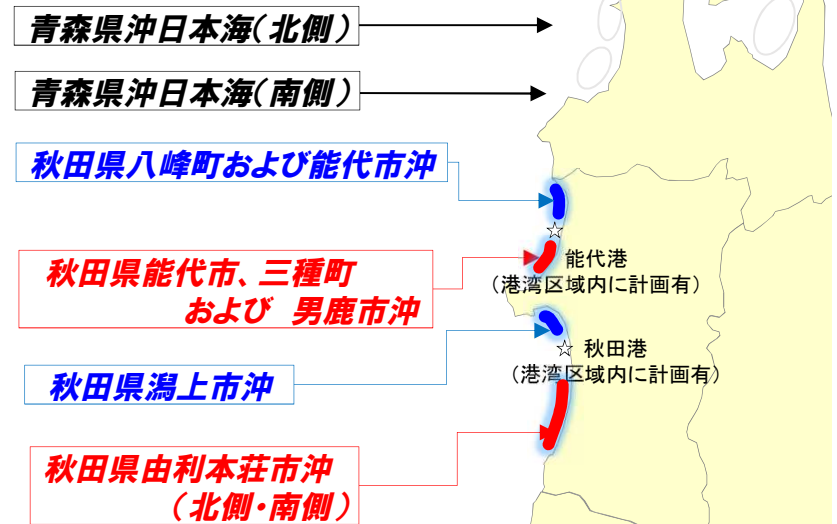 青森県沖日本海(北側)
青森県沖日本海(南側)
秋田県八峰町および能代市沖
秋田県能代市、三種町
および 男鹿市沖
能代港
(港湾区域内に計画有)
秋田港
(港湾区域内に計画有)
秋田県潟上市沖
秋田県由利本荘市沖
(北側・南側)